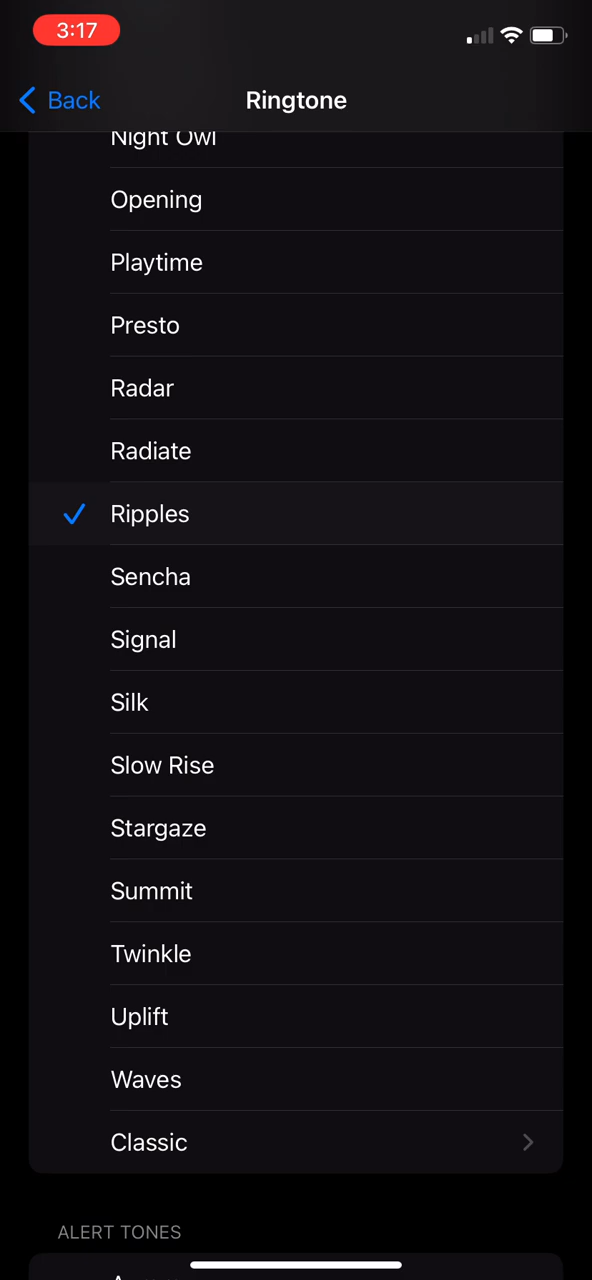 3:17
Back
Ringtone
Night Owl
Opening
Playtime
Presto
Radar
Radiate
Ripples
Sencha
Signal
Silk
Slow Rise
Stargaze
Summit
Twinkle
Uplift
Waves
Classic
ALERT TONES